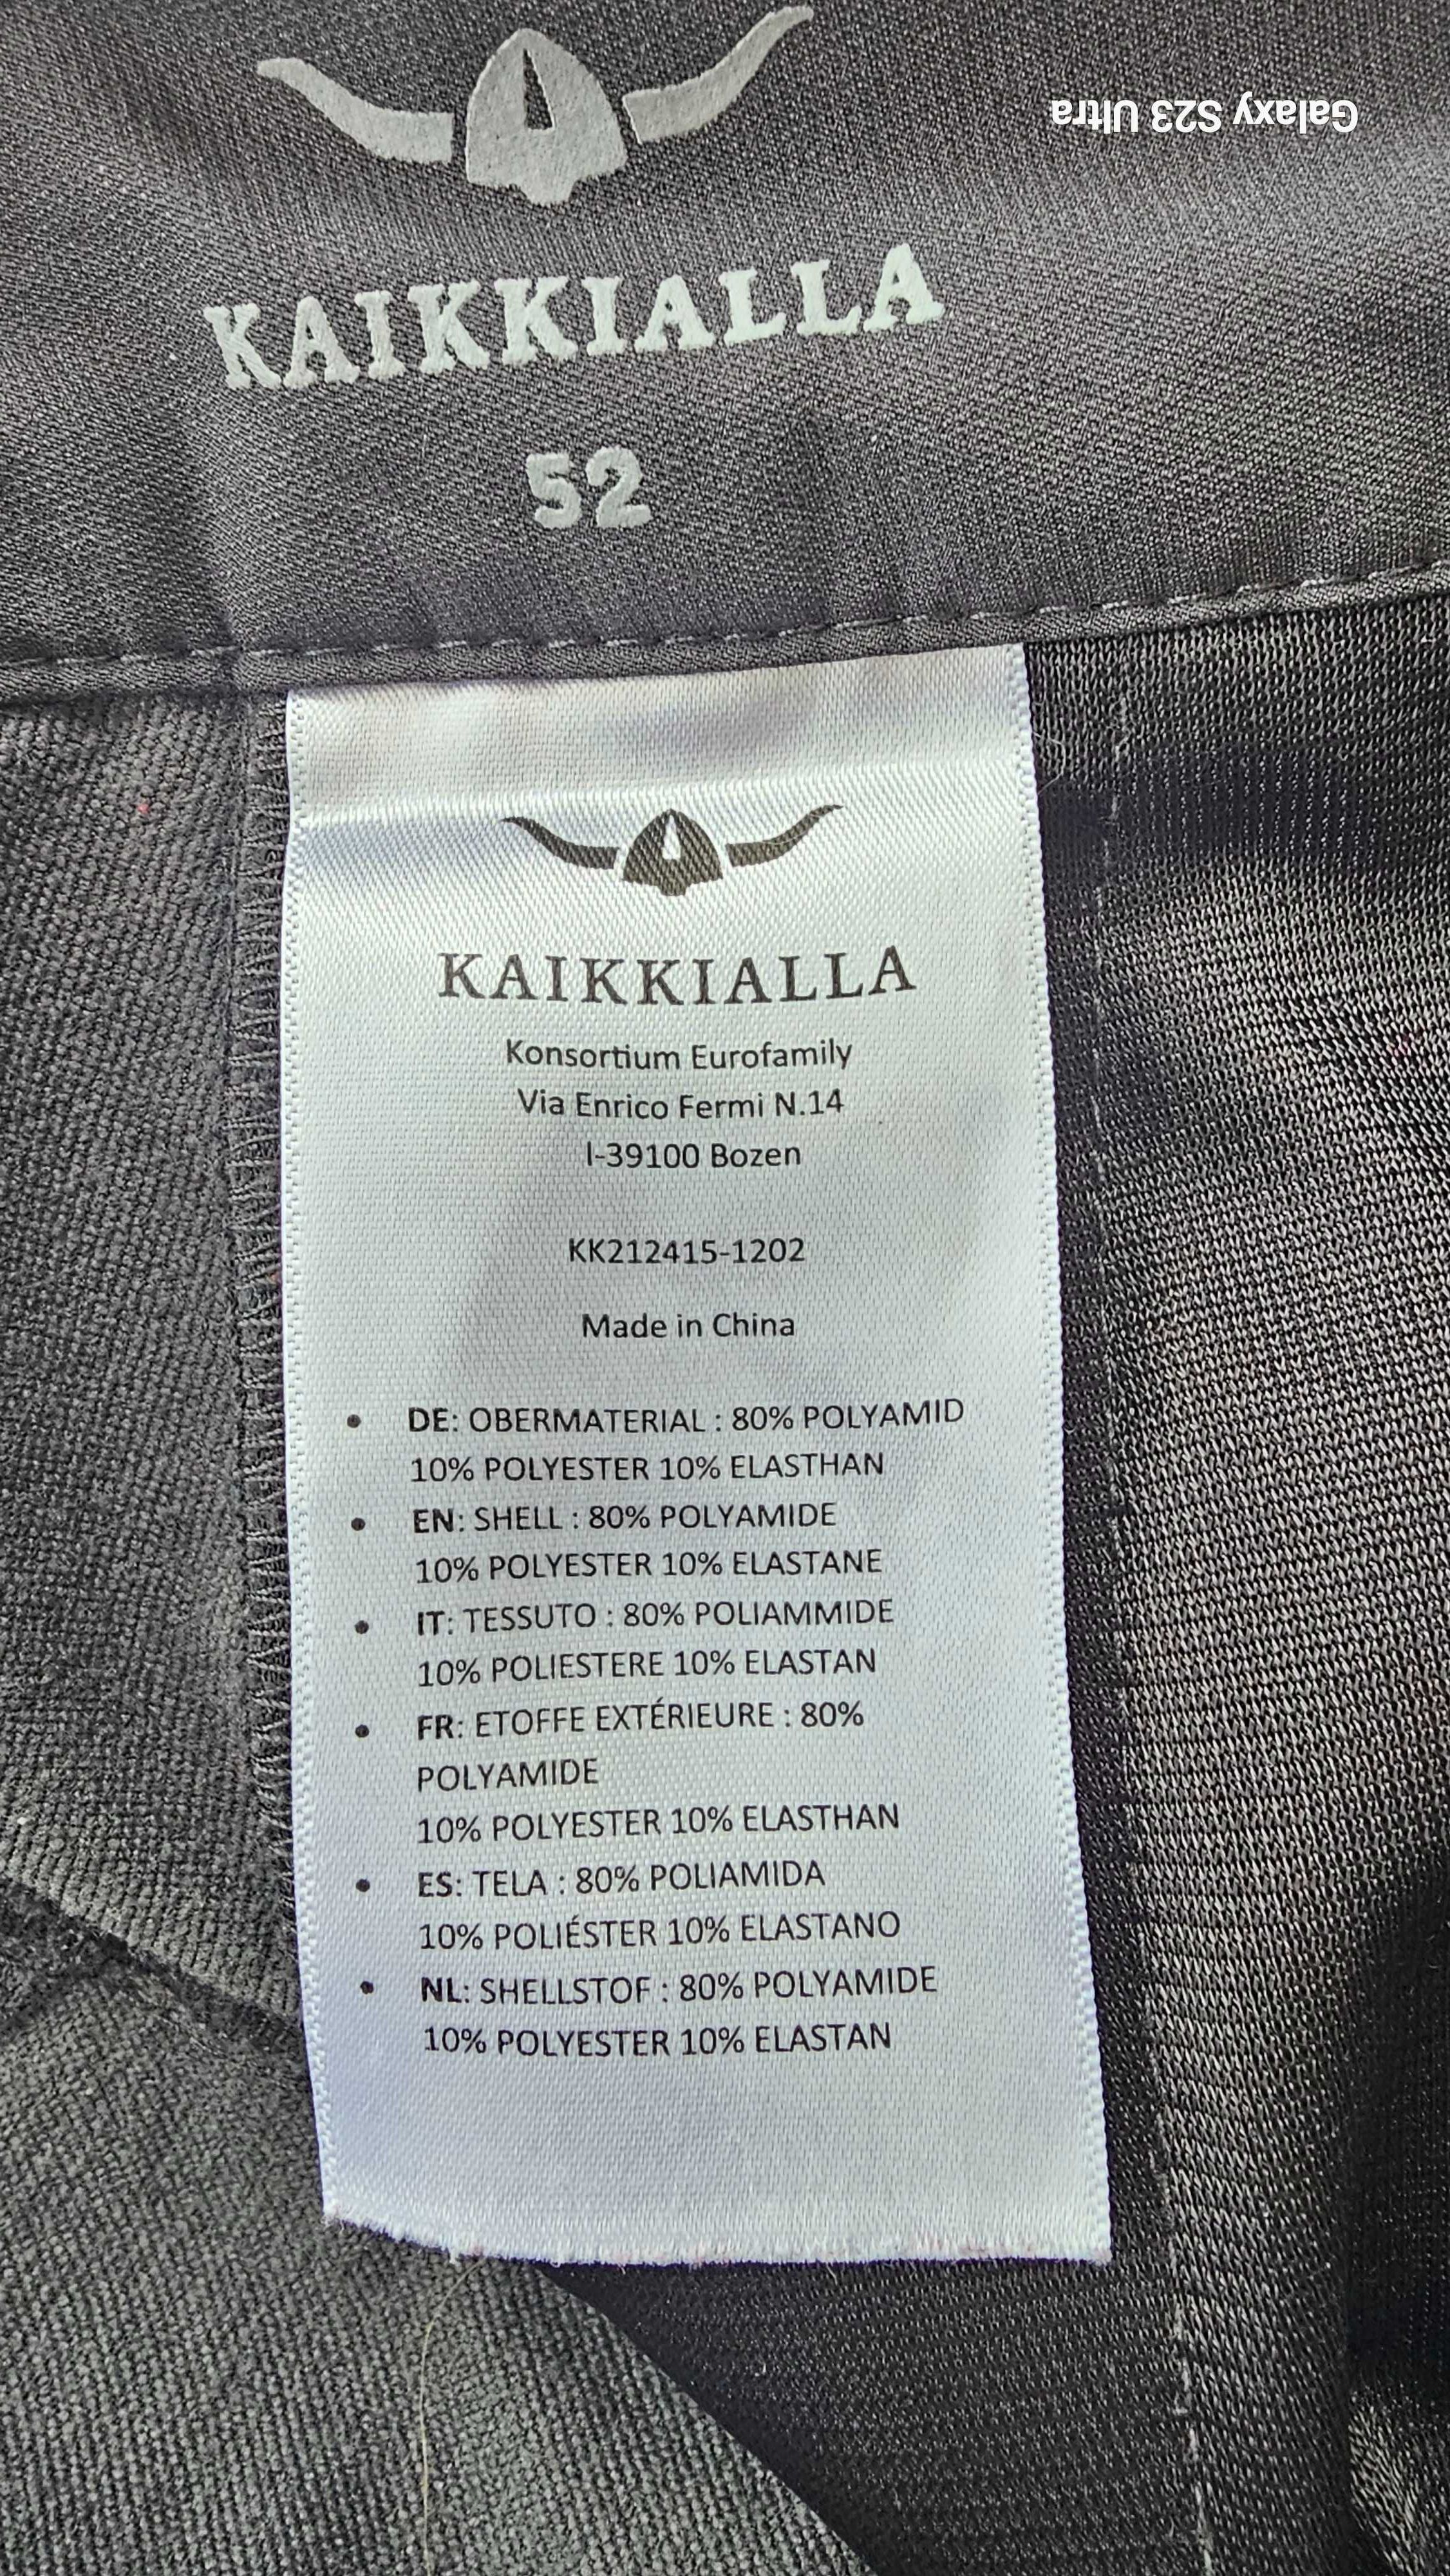 Galaxy S23 Ultra
KAIKKIALLA
52
KAIKKIALLA
Konsortium Eurofamily
Via Enrico Fermi N.14
I-39100 Bozen
KK212415-1202
Made in China
• DE: OBERMATERIAL : 80% POLYAMID
10% POLYESTER 10% ELASTHAN
• EN: SHELL : 80% POLYAMIDE
10% POLYESTER 10% ELASTANE
• IT: TESSUTO : 80% POLIAMMIDE
10% POLIESTERE 10% ELASTAN
• FR: ETOFFE EXTÉRIEURE : 80%
POLYAMIDE
10% POLYESTER 10% ELASTHAN
• ES: TELA : 80% POLIAMIDA
10% POLIÉSTER 10% ELASTANO
• NL: SHELLSTOF : 80% POLYAMIDE
10% POLYESTER 10% ELASTAN